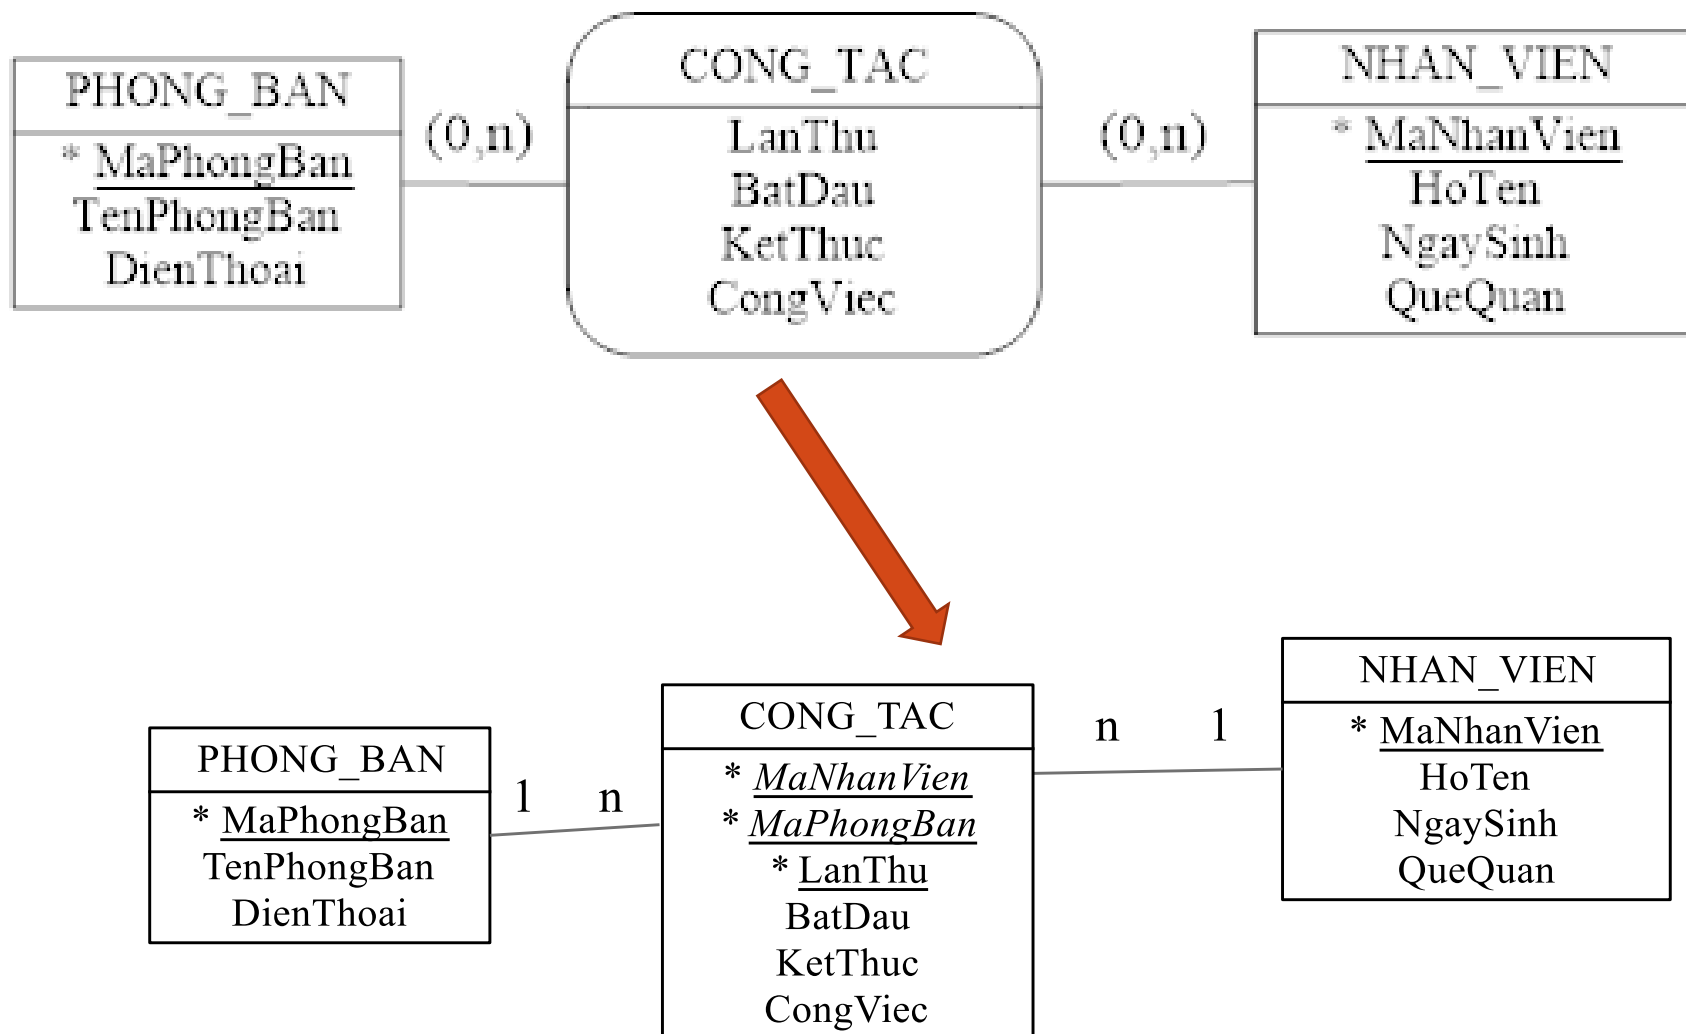 PHONG_BAN
* MaPhongBan
TenPhongBan
DienThoai
(0,n)
CONG_TAC
LanThu
BatDau
KetThuc
CongViec
(0,n)
NHAN_VIEN
* MaNhanVien
HoTen
NgaySinh
QueQuan
PHONG_BAN
* MaPhongBan
TenPhongBan
DienThoai
1 n
CONG_TAC
* MaNhanVien
* MaPhongBan
* LanThu
BatDau
KetThuc
CongViec
n 1
NHAN_VIEN
* MaNhanVien
HoTen
NgaySinh
QueQuan